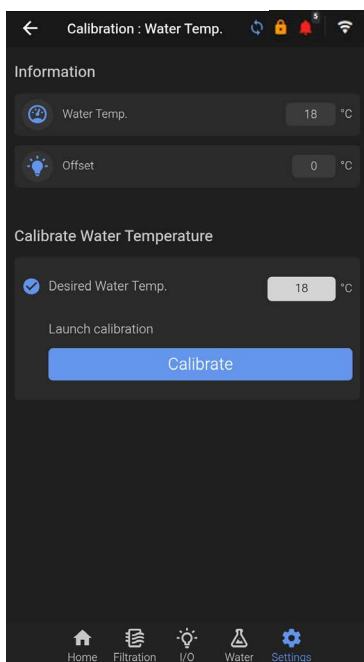 Calibration : Water Temp.
5
Information
Water Temp.
18 °C
Offset
0 °C
Calibrate Water Temperature
Desired Water Temp.
18 °C
Launch calibration
Calibrate
Home Filtration I/O Water Settings